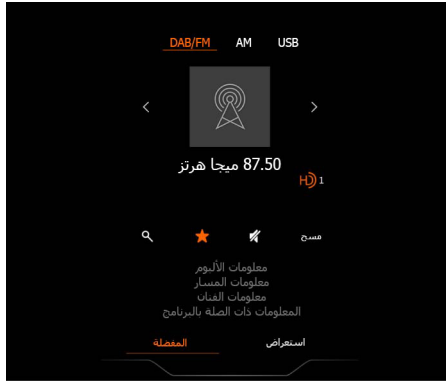 DAB/FM AM USB
87.50 ميجا هرتز
HD 1
مسح
معلومات الألبوم
معلومات المسار
معلومات الفنان
المعلومات ذات الصلة بالبرنامج
استعراض المفضلة